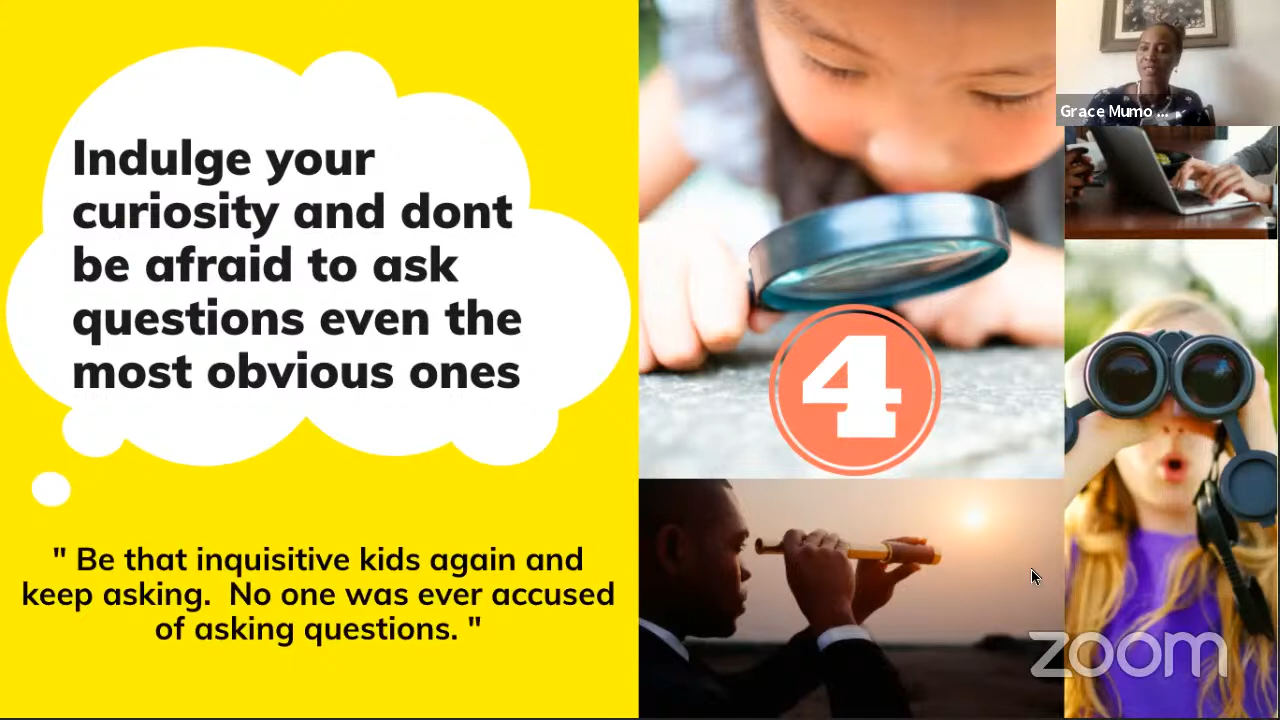 Indulge your
curiosity and dont
be afraid to ask
questions even the
most obvious ones
" Be that inquisitive kids again and
keep asking.  No one was ever accused
of asking questions. "
4
Grace Mumo ...
zoom